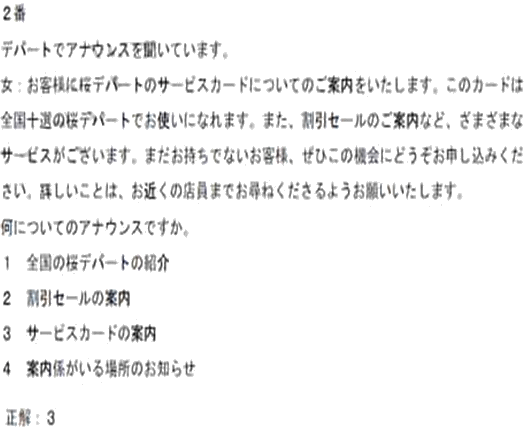 2番
デパートでアナウンスを聞いています。
女：お客様に桜デパートのサービスカードについてのご案内をいたします。このカードは
全国十選の桜デパートでお使いになれます。また、割引セールのご案内など、ざまざまな
サービスがございます。まだお持ちでないお客様、ぜひこの機会にどうぞお申し込みくだ
さい。詳しいことは、お近くの店員までお尋ねくださるようお願いいたします。
何についてのアナウンスですか。
1 全国の桜デパートの紹介
2 割引セールの案内
3 サービスカードの案内
4 案内係がいる場所のお知らせ
正解：3